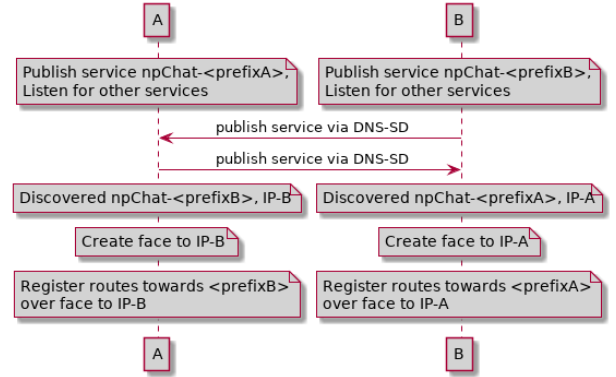 A
B
Publish service npChat-<prefixA>,
Listen for other services
Publish service npChat-<prefixB>,
Listen for other services
publish service via DNS-SD
publish service via DNS-SD
Discovered npChat-<prefixB>, IP-B
Discovered npChat-<prefixA>, IP-A
Create face to IP-B
Create face to IP-A
Register routes towards <prefixB>
over face to IP-B
Register routes towards <prefixA>
over face to IP-A
A
B